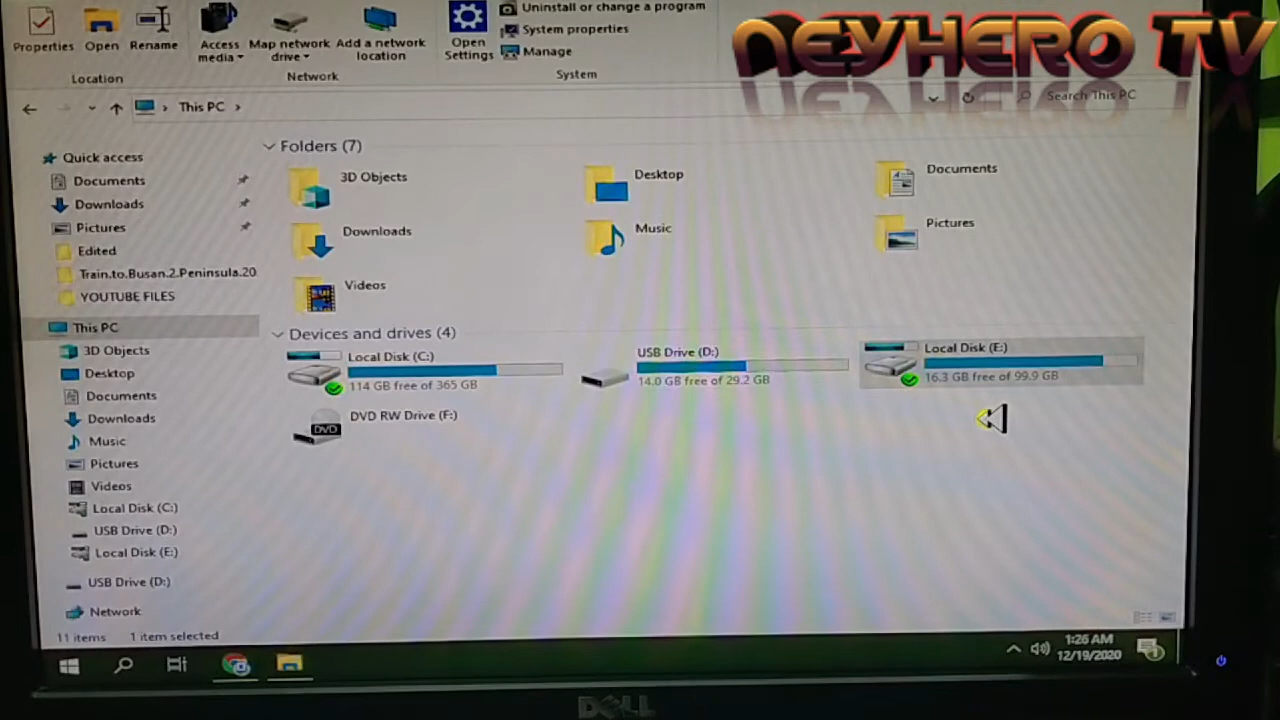 Uninstall or change a program
System properties
Manage
Properties
Open
Rename
Access media
Map network drive
Add a network location
Open Settings
Location
Network
System
NEYHERO TV
This PC
Search This PC
Quick access
Documents
Downloads
Pictures
Edited
Train.to.Busan.2.Peninsula.20
YOUTUBE FILES
This PC
3D Objects
Desktop
Documents
Downloads
Music
Pictures
Videos
Local Disk (C:)
USB Drive (D:)
Local Disk (E:)
USB Drive (D:)
Network
Folders (7)
3D Objects
Desktop
Documents
Downloads
Music
Pictures
Videos
Devices and drives (4)
Local Disk (C:)
114 GB free of 365 GB
USB Drive (D:)
14.0 GB free of 29.2 GB
Local Disk (E:)
16.3 GB free of 99.9 GB
DVD RW Drive (F:)
DVD
11 items
1 item selected
1:26 AM
12/19/2020
1
DELL